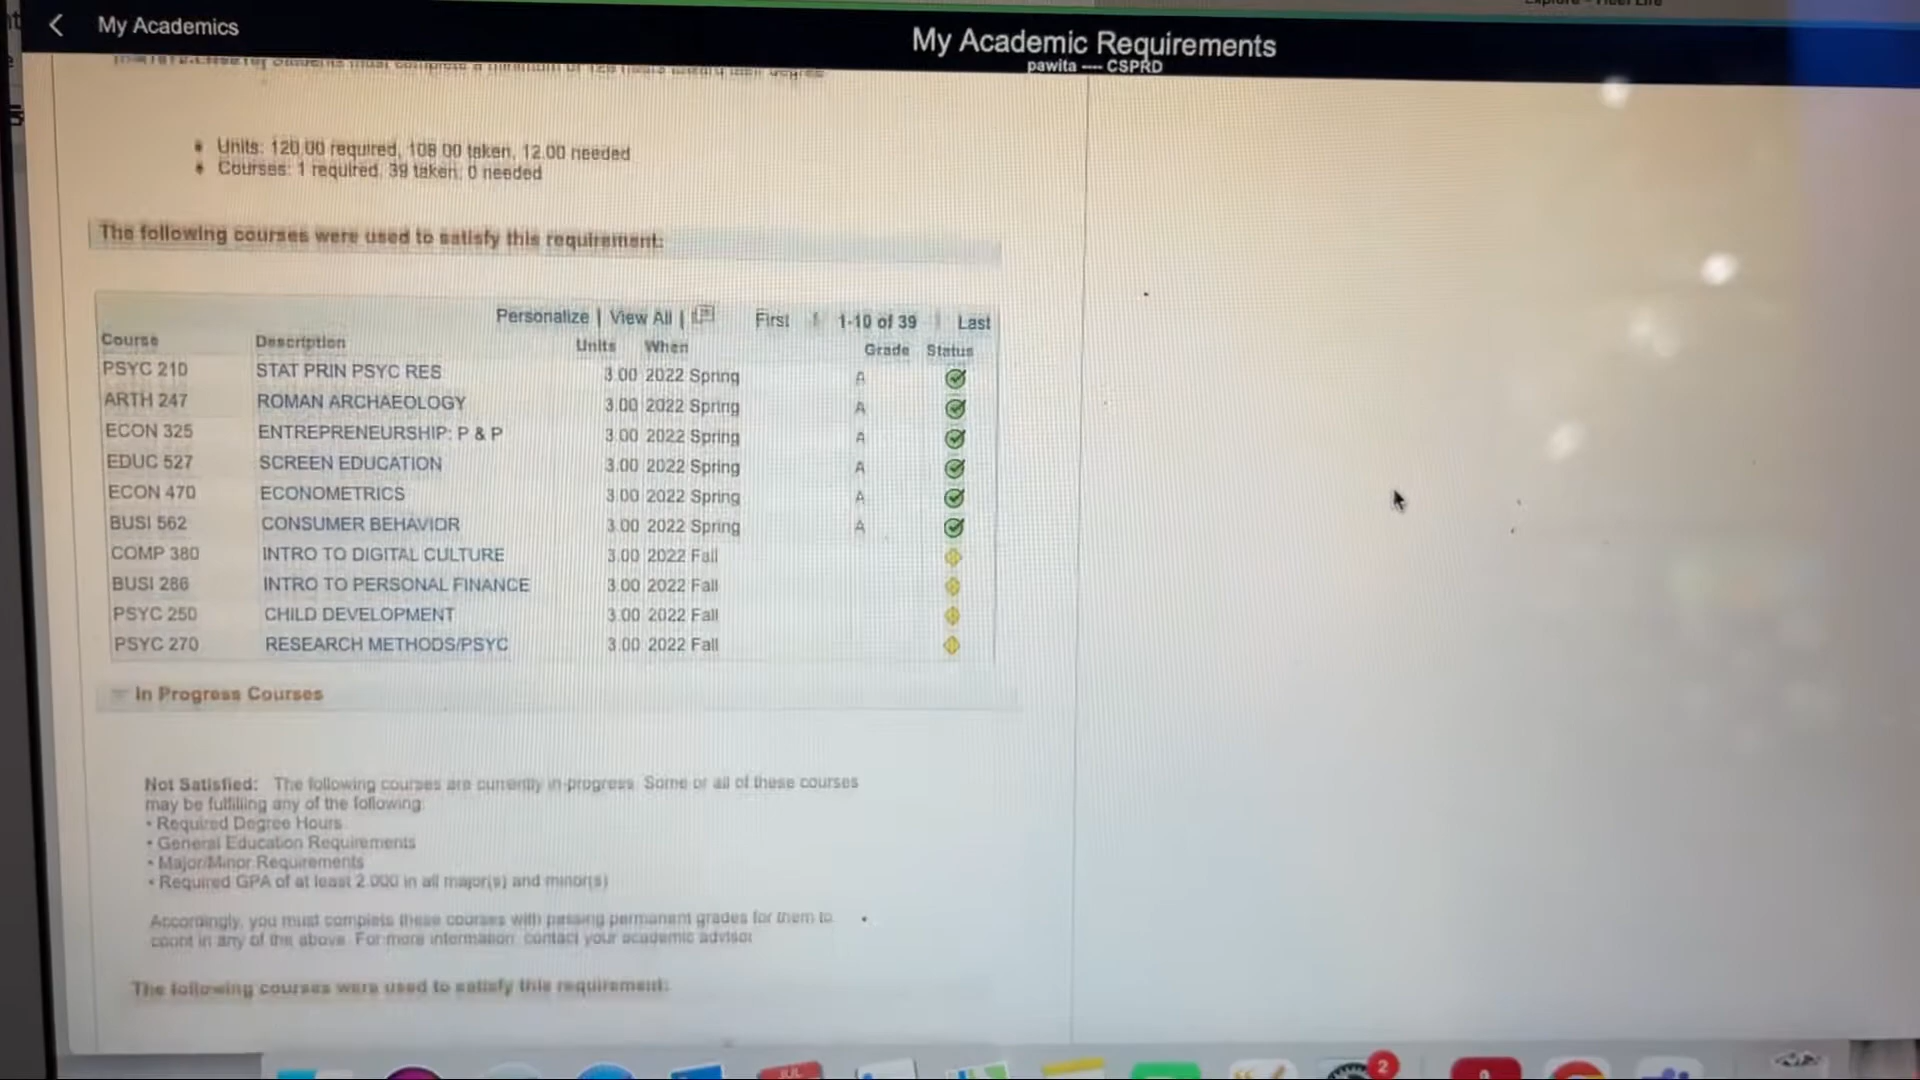 My Academics
My Academic Requirements
pawita ---- CSPRD
Units: 120.00 required, 108.00 taken, 12.00 needed
Courses: 1 required, 39 taken, 0 needed
The following courses were used to satisfy this requirement:
Personalize | View All | First 1-10 of 39 Last
Course Description Units When Grade Status
PSYC 210 STAT PRIN PSYC RES 3.00 2022 Spring A
ARTH 247 ROMAN ARCHAEOLOGY 3.00 2022 Spring A
ECON 325 ENTREPRENEURSHIP: P & P 3.00 2022 Spring A
EDUC 527 SCREEN EDUCATION 3.00 2022 Spring A
ECON 470 ECONOMETRICS 3.00 2022 Spring A
BUSI 562 CONSUMER BEHAVIOR 3.00 2022 Spring A
COMP 380 INTRO TO DIGITAL CULTURE 3.00 2022 Fall
BUSI 286 INTRO TO PERSONAL FINANCE 3.00 2022 Fall
PSYC 250 CHILD DEVELOPMENT 3.00 2022 Fall
PSYC 270 RESEARCH METHODS/PSYC 3.00 2022 Fall
In Progress Courses
Not Satisfied: The following courses are currently in-progress. Some or all of these courses
may be fulfilling any of the following:
• Required Degree Hours
• General Education Requirements
• Major/Minor Requirements
• Required GPA of at least 2.000 in all major(s) and minor(s)
Accordingly, you must complete these courses with passing permanent grades for them to
count in any of the above. For more information, contact your academic advisor
The following courses were used to satisfy this requirement:
JUL
2